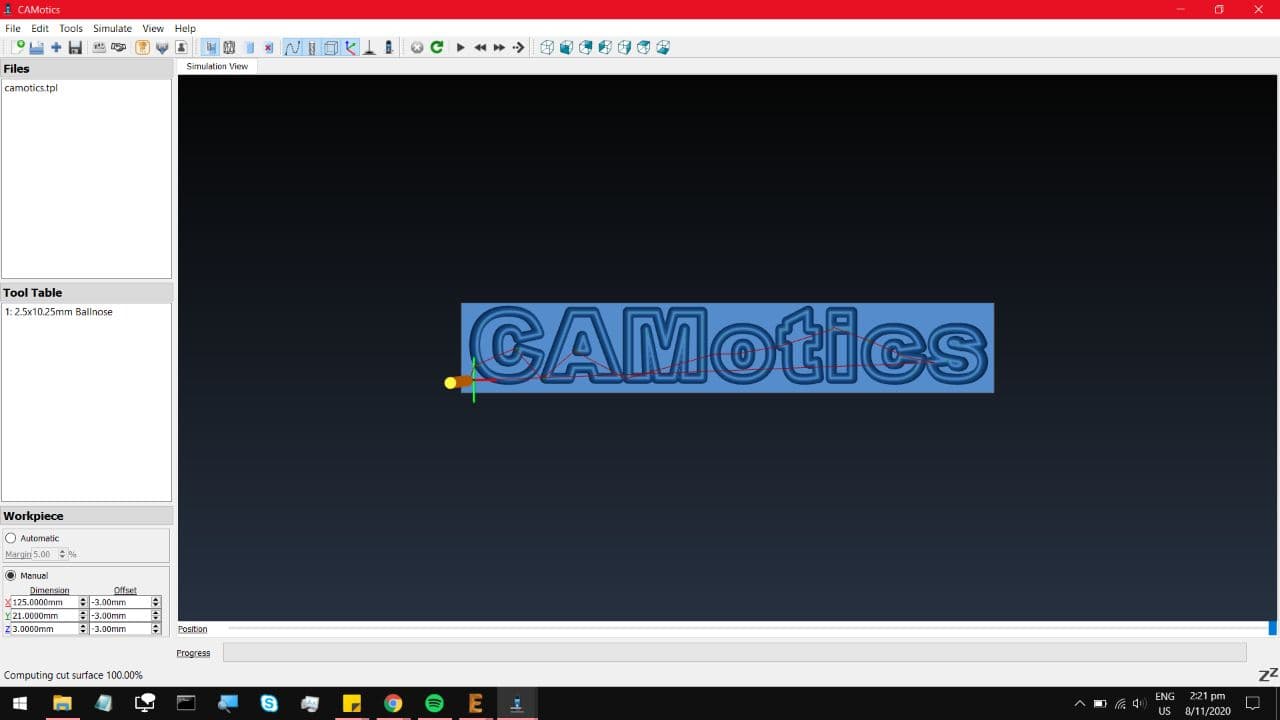 CAMotics
File Edit Tools Simulate View Help
Files
Simulation View
camotics.tpl
Tool Table
1: 2.5x10.25mm Ballnose
CAMotics
Workpiece
Automatic
Margin 5.00 %
Manual
Dimension Offset
X 125.0000mm -3.00mm
Y 21.0000mm -3.00mm
Z 3.0000mm -3.00mm
Position
Progress
Computing cut surface 100.00%
zZ
ENG 2:21 pm
US 8/11/2020